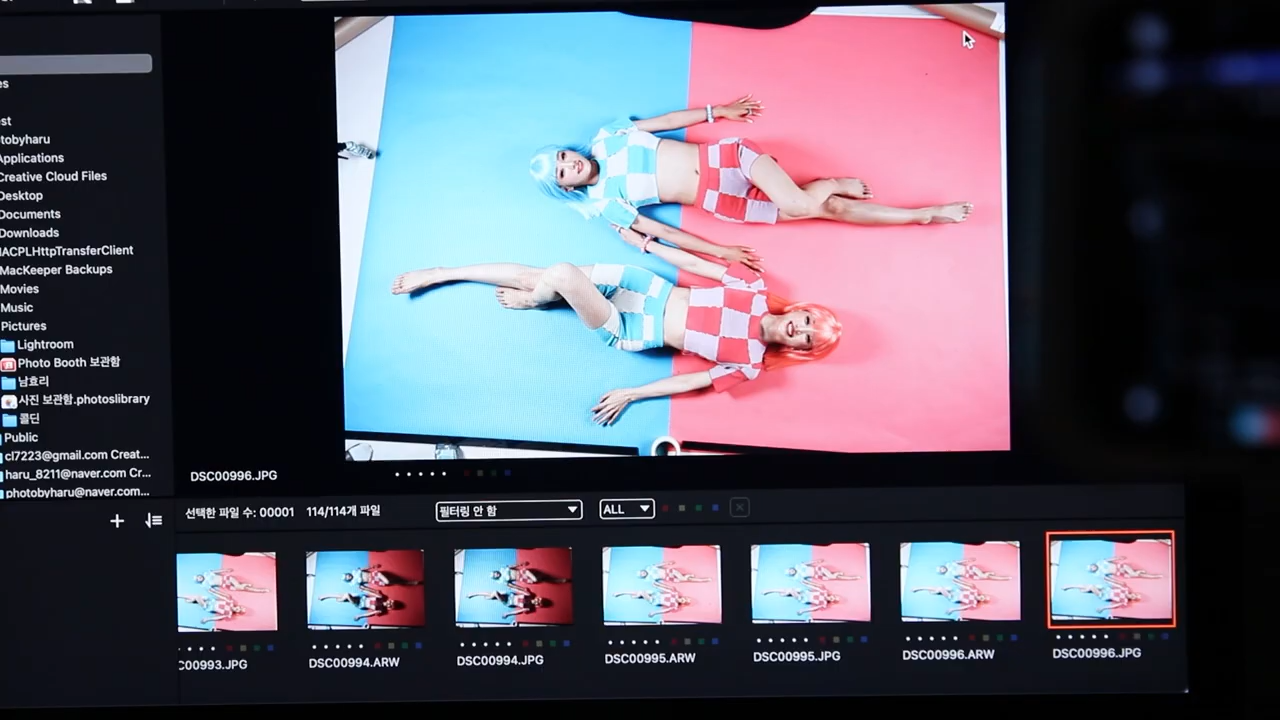 es
est
otobyharu
Applications
Creative Cloud Files
Desktop
Documents
Downloads
IACPLHttpTransferClient
MacKeeper Backups
Movies
Music
Pictures
Lightroom
Photo Booth 보관함
남효리
사진 보관함.photoslibrary
콜딘
Public
cl7223@gmail.com Creat...
haru_8211@naver.com Cr...
photobyharu@naver.com...
DSC00996.JPG
선택한 파일 수: 00001 114/114개 파일
필터링 안 함
ALL
C00993.JPG
DSC00994.ARW
DSC00994.JPG
DSC00995.ARW
DSC00995.JPG
DSC00996.ARW
DSC00996.JPG